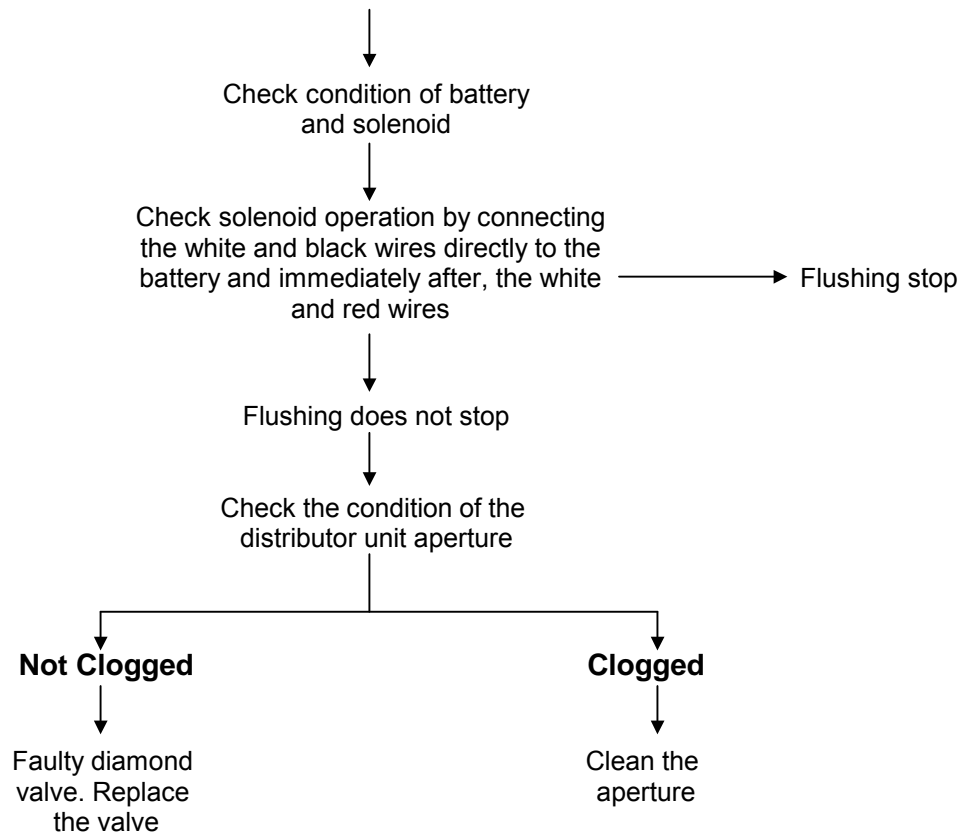 Check condition of battery
and solenoid
Check solenoid operation by connecting
the white and black wires directly to the
battery and immediately after, the white
and red wires
Flushing stop
Flushing does not stop
Check the condition of the
distributor unit aperture
Not Clogged
Clogged
Faulty diamond
valve. Replace
the valve
Clean the
aperture